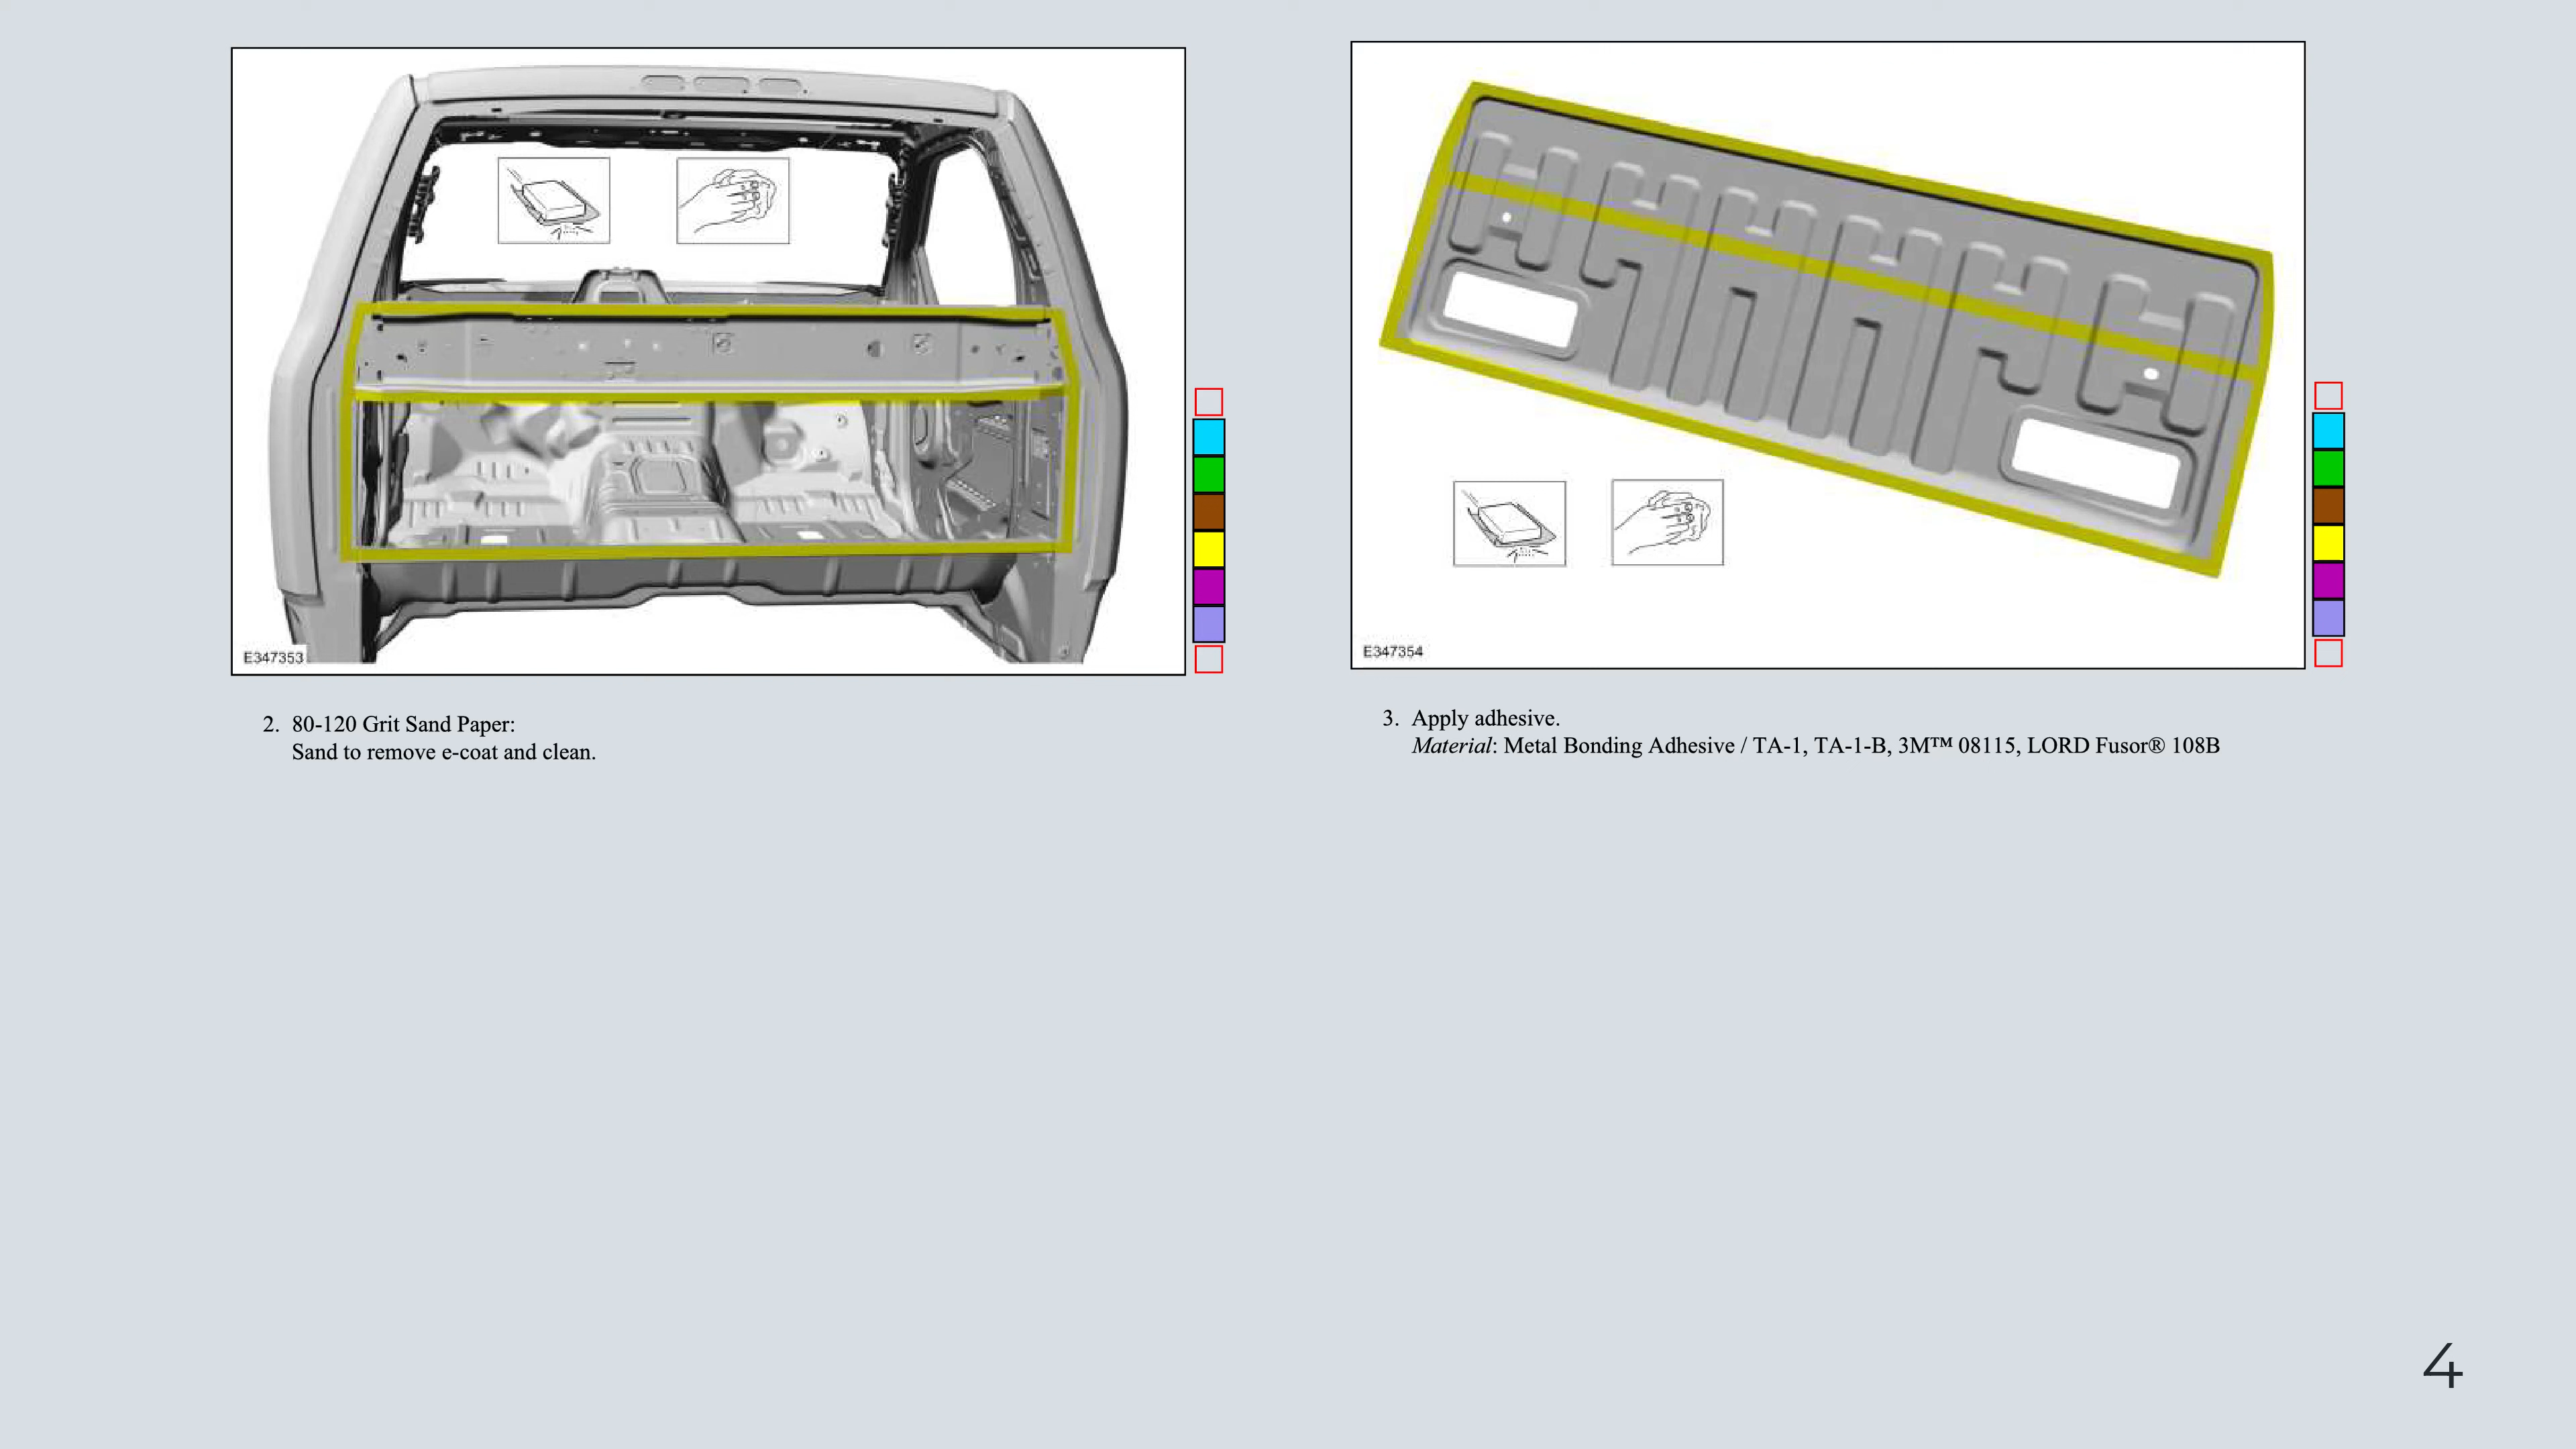 E347353
2. 80-120 Grit Sand Paper:
Sand to remove e-coat and clean.
E347354
3. Apply adhesive.
Material: Metal Bonding Adhesive / TA-1, TA-1-B, 3M™ 08115, LORD Fusor® 108B
4